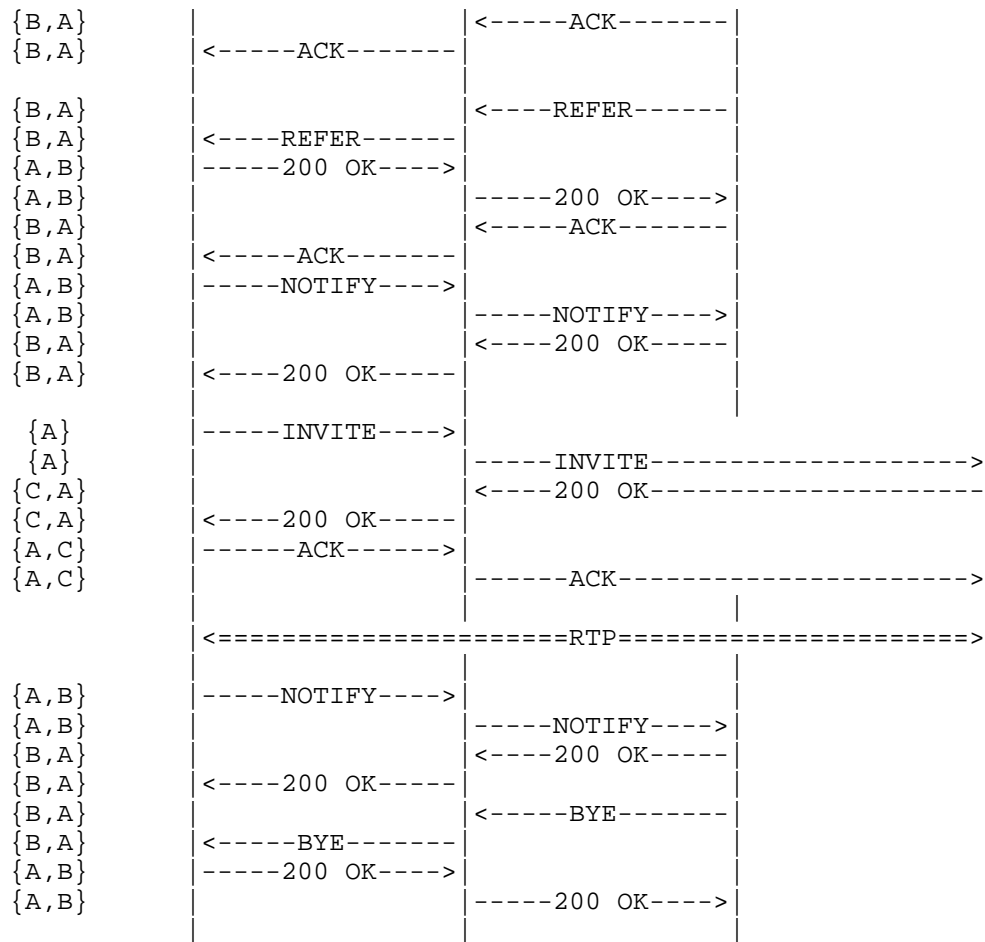 {B,A}          |                |<-----ACK-------|
{B,A}          |<-----ACK-------|                |
               |                |                |
{B,A}          |                |<----REFER------|
{B,A}          |<----REFER------|                |
{A,B}          |-----200 OK---->|                |
{A,B}          |                |-----200 OK---->|
{B,A}          |                |<-----ACK-------|
{B,A}          |<-----ACK-------|                |
{A,B}          |-----NOTIFY---->|                |
{A,B}          |                |-----NOTIFY---->|
{B,A}          |                |<----200 OK-----|
{B,A}          |<----200 OK-----|                |
               |                |                |
 {A}           |-----INVITE---->|
 {A}           |                |-----INVITE-------------------->
{C,A}          |                |<----200 OK---------------------
{C,A}          |<----200 OK-----|
{A,C}          |------ACK------>|
{A,C}          |                |------ACK---------------------->
               |                |                |
               |<======================RTP======================>
               |                |                |
{A,B}          |-----NOTIFY---->|                |
{A,B}          |                |-----NOTIFY---->|
{B,A}          |                |<----200 OK-----|
{B,A}          |<----200 OK-----|                |
{B,A}          |                |<-----BYE-------|
{B,A}          |<-----BYE-------|                |
{A,B}          |-----200 OK---->|                |
{A,B}          |                |-----200 OK---->|
               |                |                |